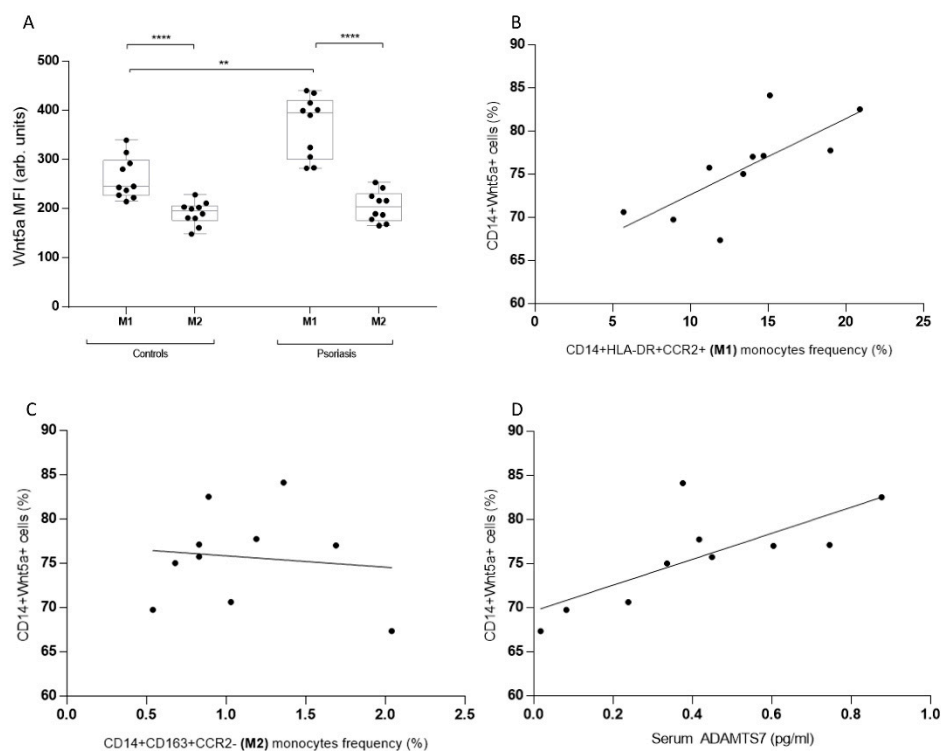 A
****
****
**
500
400
300
200
100
0
Wnt5a MFI (arb. units)
M1
M2
M1
M2
Controls
Psoriasis
B
90
85
80
75
70
65
60
CD14+Wnt5a+ cells (%)
0
5
10
15
20
25
CD14+HLA-DR+CCR2+ (M1) monocytes frequency (%)
C
90
85
80
75
70
65
60
CD14+Wnt5a+ cells (%)
0.0
0.5
1.0
1.5
2.0
2.5
CD14+CD163+CCR2- (M2) monocytes frequency (%)
D
90
85
80
75
70
65
60
CD14+Wnt5a+ cells (%)
0.0
0.2
0.4
0.6
0.8
1.0
Serum ADAMTS7 (pg/ml)